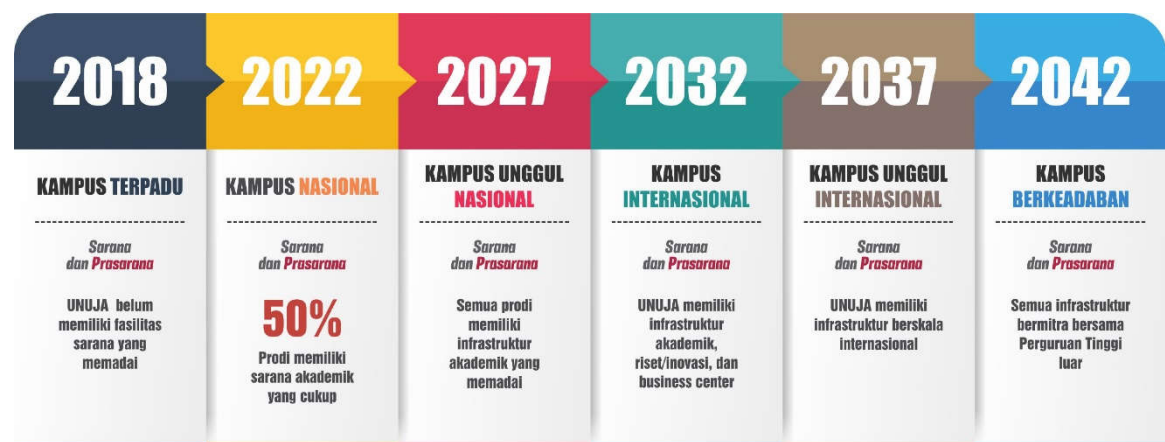 2018
KAMPUS TERPADU
Sarana
dan Prasarana
UNUJA belum
memiliki fasilitas
sarana yang
memadai
2022
KAMPUS NASIONAL
Sarana
dan Prasarana
50%
Prodi memiliki
sarana akademik
yang cukup
2027
KAMPUS UNGGUL
NASIONAL
Sarana
dan Prasarana
Semua prodi
memiliki
infrastruktur
akademik yang
memadai
2032
KAMPUS
INTERNASIONAL
Sarana
dan Prasarana
UNUJA memiliki
infrastruktur
akademik,
riset/inovasi, dan
business center
2037
KAMPUS UNGGUL
INTERNASIONAL
Sarana
dan Prasarana
UNUJA memiliki
infrastruktur berskala
internasional
2042
KAMPUS
BERKEADABAN
Sarana
dan Prasarana
Semua infrastruktur
bermitra bersama
Perguruan Tinggi
luar